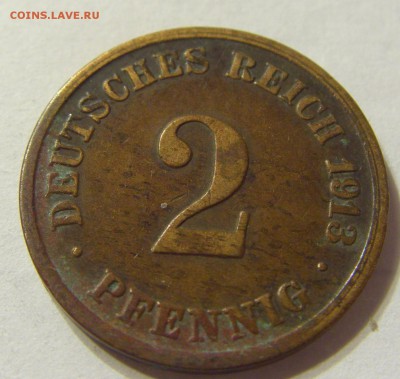 COINS.LAVE.RU
DEUTSCHES REICH 1913
2
PFENNIG